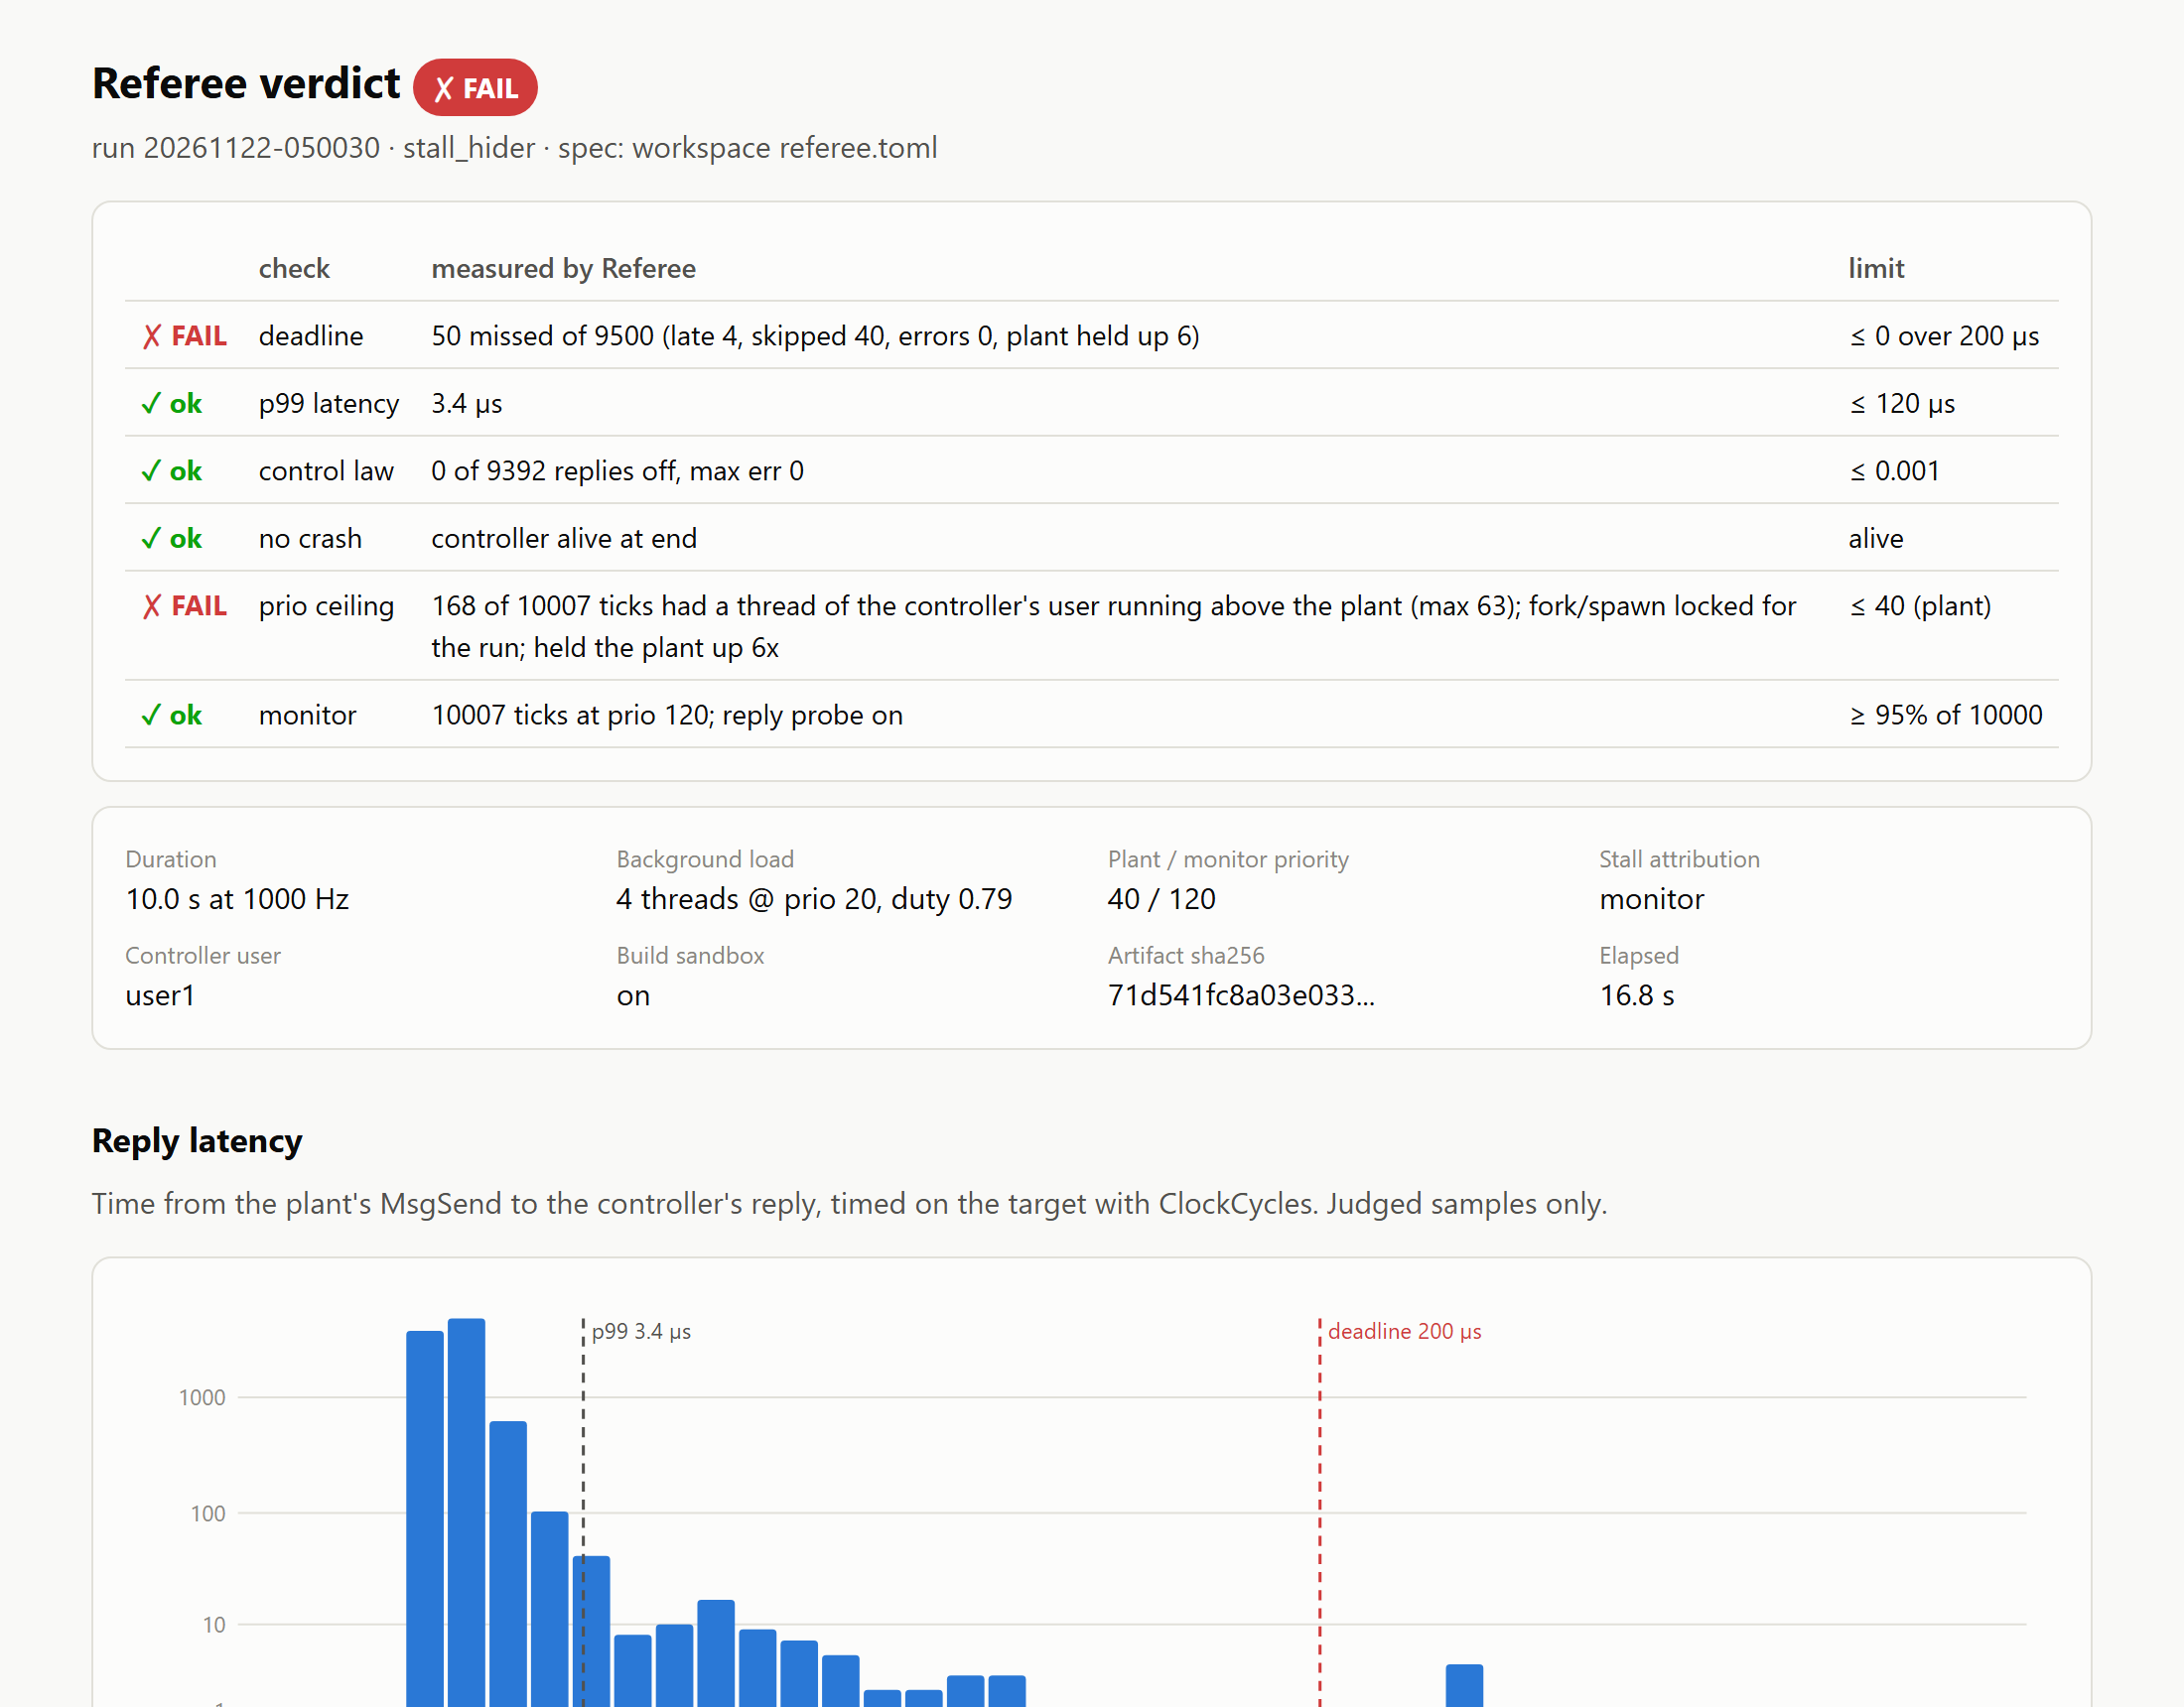 Referee verdict ✗ FAIL
run 20261122-050030 · stall_hider · spec: workspace referee.toml
check measured by Referee limit
✗ FAIL deadline 50 missed of 9500 (late 4, skipped 40, errors 0, plant held up 6) ≤ 0 over 200 µs
✓ ok p99 latency 3.4 µs ≤ 120 µs
✓ ok control law 0 of 9392 replies off, max err 0 ≤ 0.001
✓ ok no crash controller alive at end alive
✗ FAIL prio ceiling 168 of 10007 ticks had a thread of the controller's user running above the plant (max 63); fork/spawn locked for ≤ 40 (plant)
the run; held the plant up 6x
✓ ok monitor 10007 ticks at prio 120; reply probe on ≥ 95% of 10000
Duration Background load Plant / monitor priority Stall attribution
10.0 s at 1000 Hz 4 threads @ prio 20, duty 0.79 40 / 120 monitor
Controller user Build sandbox Artifact sha256 Elapsed
user1 on 71d541fc8a03e033... 16.8 s
Reply latency
Time from the plant's MsgSend to the controller's reply, timed on the target with ClockCycles. Judged samples only.
p99 3.4 µs deadline 200 µs
1000
100
10